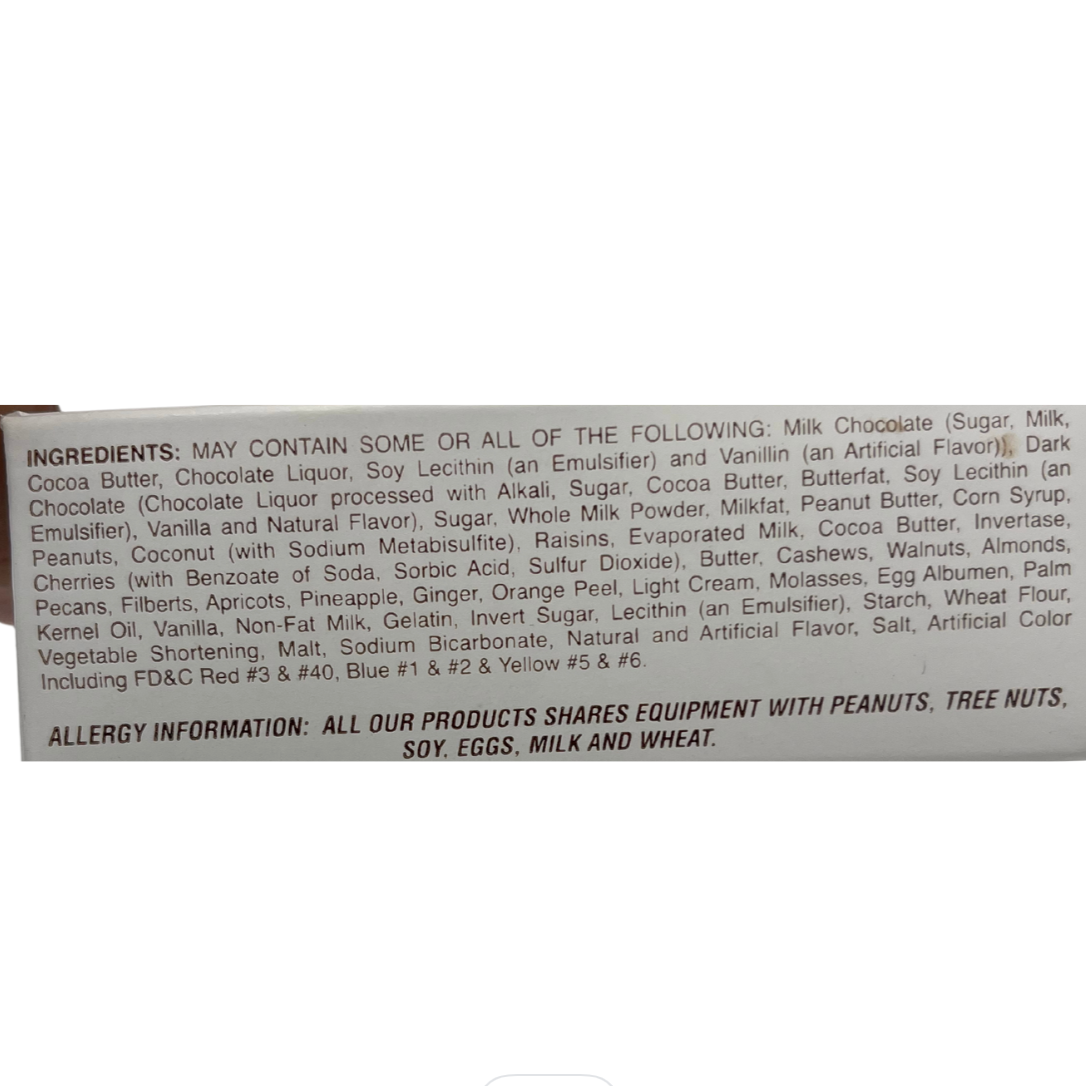 INGREDIENTS: MAY CONTAIN SOME OR ALL OF THE FOLLOWING: Milk Chocolate (Sugar, Milk,
Cocoa Butter, Chocolate Liquor, Soy Lecithin (an Emulsifier) and Vanillin (an Artificial Flavor)), Dark
Chocolate (Chocolate Liquor processed with Alkali, Sugar, Cocoa Butter, Butterfat, Soy Lecithin (an
Emulsifier), Vanilla and Natural Flavor), Sugar, Whole Milk Powder, Milkfat, Peanut Butter, Corn Syrup,
Peanuts, Coconut (with Sodium Metabisulfite), Raisins, Evaporated Milk, Cocoa Butter, Invertase,
Cherries (with Benzoate of Soda, Sorbic Acid, Sulfur Dioxide), Butter, Cashews, Walnuts, Almonds,
Pecans, Filberts, Apricots, Pineapple, Ginger, Orange Peel, Light Cream, Molasses, Egg Albumen, Palm
Kernel Oil, Vanilla, Non-Fat Milk, Gelatin, Invert Sugar, Lecithin (an Emulsifier), Starch, Wheat Flour,
Vegetable Shortening, Malt, Sodium Bicarbonate, Natural and Artificial Flavor, Salt, Artificial Color
Including FD&C Red #3 & #40, Blue #1 & #2 & Yellow #5 & #6.
ALLERGY INFORMATION: ALL OUR PRODUCTS SHARES EQUIPMENT WITH PEANUTS, TREE NUTS,
SOY, EGGS, MILK AND WHEAT.